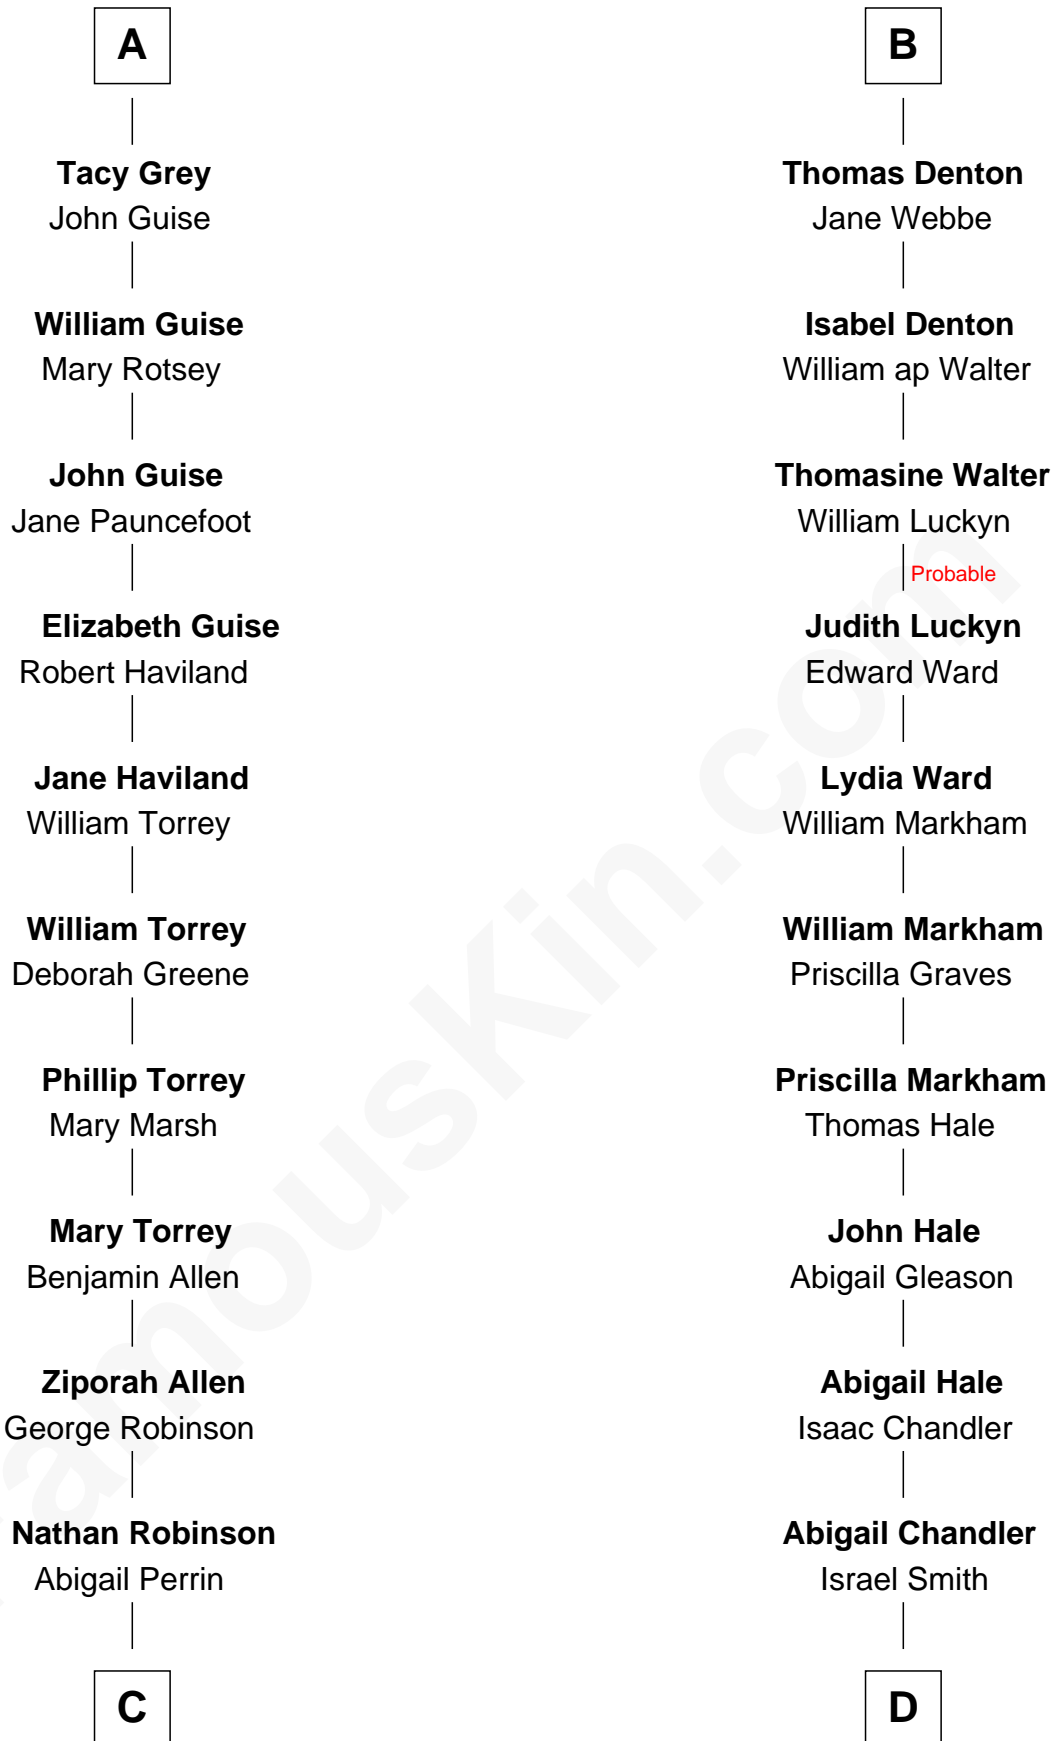 A
Tacy Grey
John Guise
William Guise
Mary Rotsey
John Guise
Jane Pauncefoot
Elizabeth Guise
Robert Haviland
Jane Haviland
William Torrey
William Torrey
Deborah Greene
Phillip Torrey
Mary Marsh
Mary Torrey
Benjamin Allen
Ziporah Allen
George Robinson
Nathan Robinson
Abigail Perrin
C
B
Thomas Denton
Jane Webbe
Isabel Denton
William ap Walter
Thomasine Walter
William Luckyn
Probable
Judith Luckyn
Edward Ward
Lydia Ward
William Markham
William Markham
Priscilla Graves
Priscilla Markham
Thomas Hale
John Hale
Abigail Gleason
Abigail Hale
Isaac Chandler
Abigail Chandler
Israel Smith
D
famouskin.com